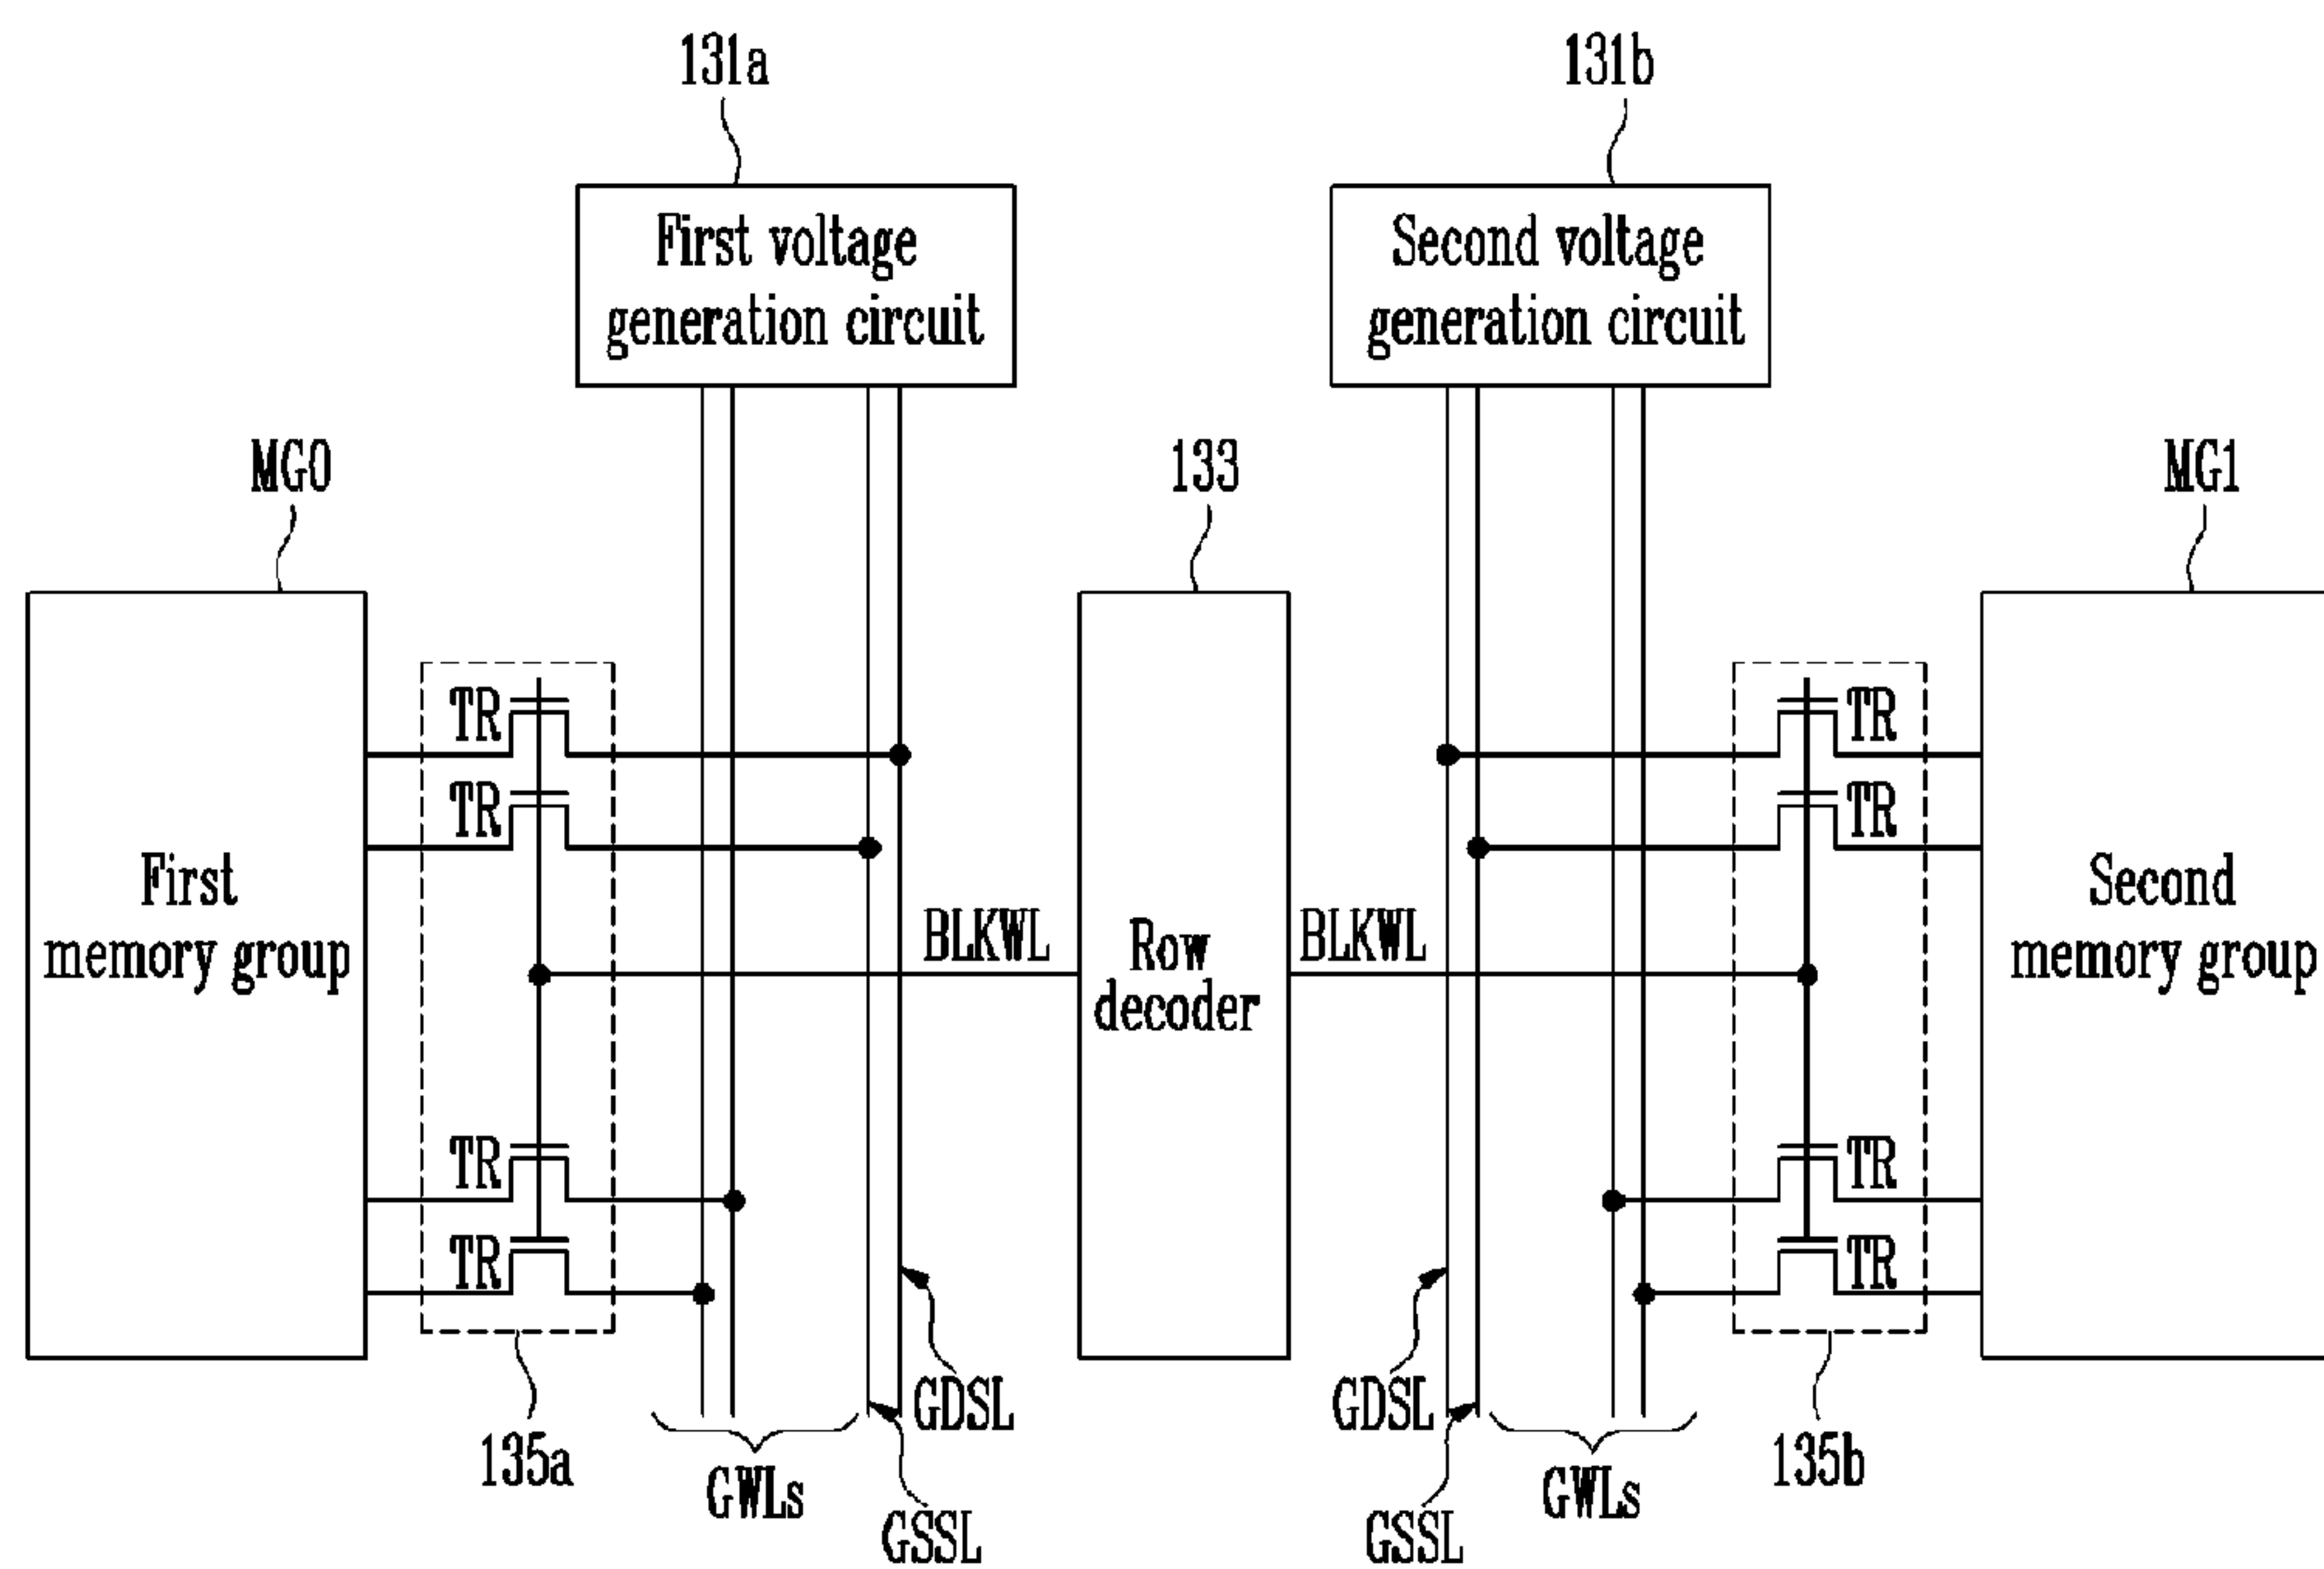 131a
131b
First voltage
generation circuit
Second voltage
generation circuit
MG0
133
MG1
TR
TR
TR
TR
First
memory group
BLKWL
Row
decoder
BLKWL
Second
memory group
TR
TR
TR
TR
GDSL
GDSL
135a
GWLs
GSSL
GSSL
GWLs
135b